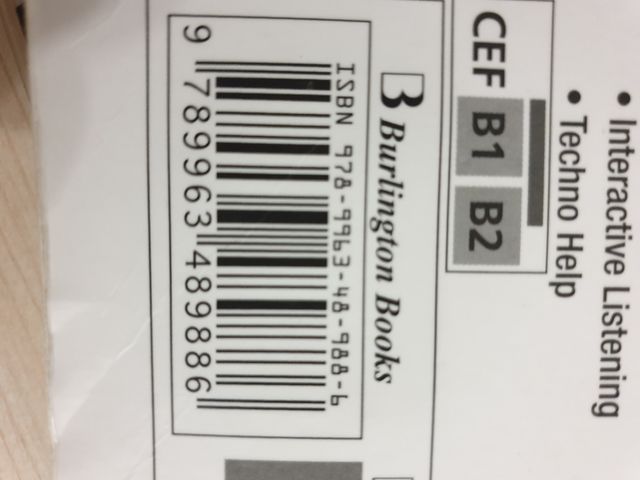 • Interactive Listening
• Techno Help
CEF B1 B2
B Burlington Books
ISBN 978-9963-48-988-6
9 789963 489886